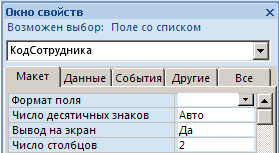 Окно свойств
Возможен выбор: Поле со списком
КодСотрудника
Макет Данные События Другие Все
Формат поля
Число десятичных знаков Авто
Вывод на экран Да
Число столбцов 2